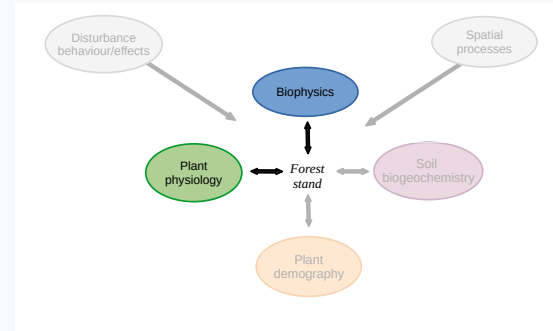 Disturbance
behaviour/effects
Spatial
processes
Biophysics
Plant
physiology
Forest
stand
Soil
biogeochemistry
Plant
demography